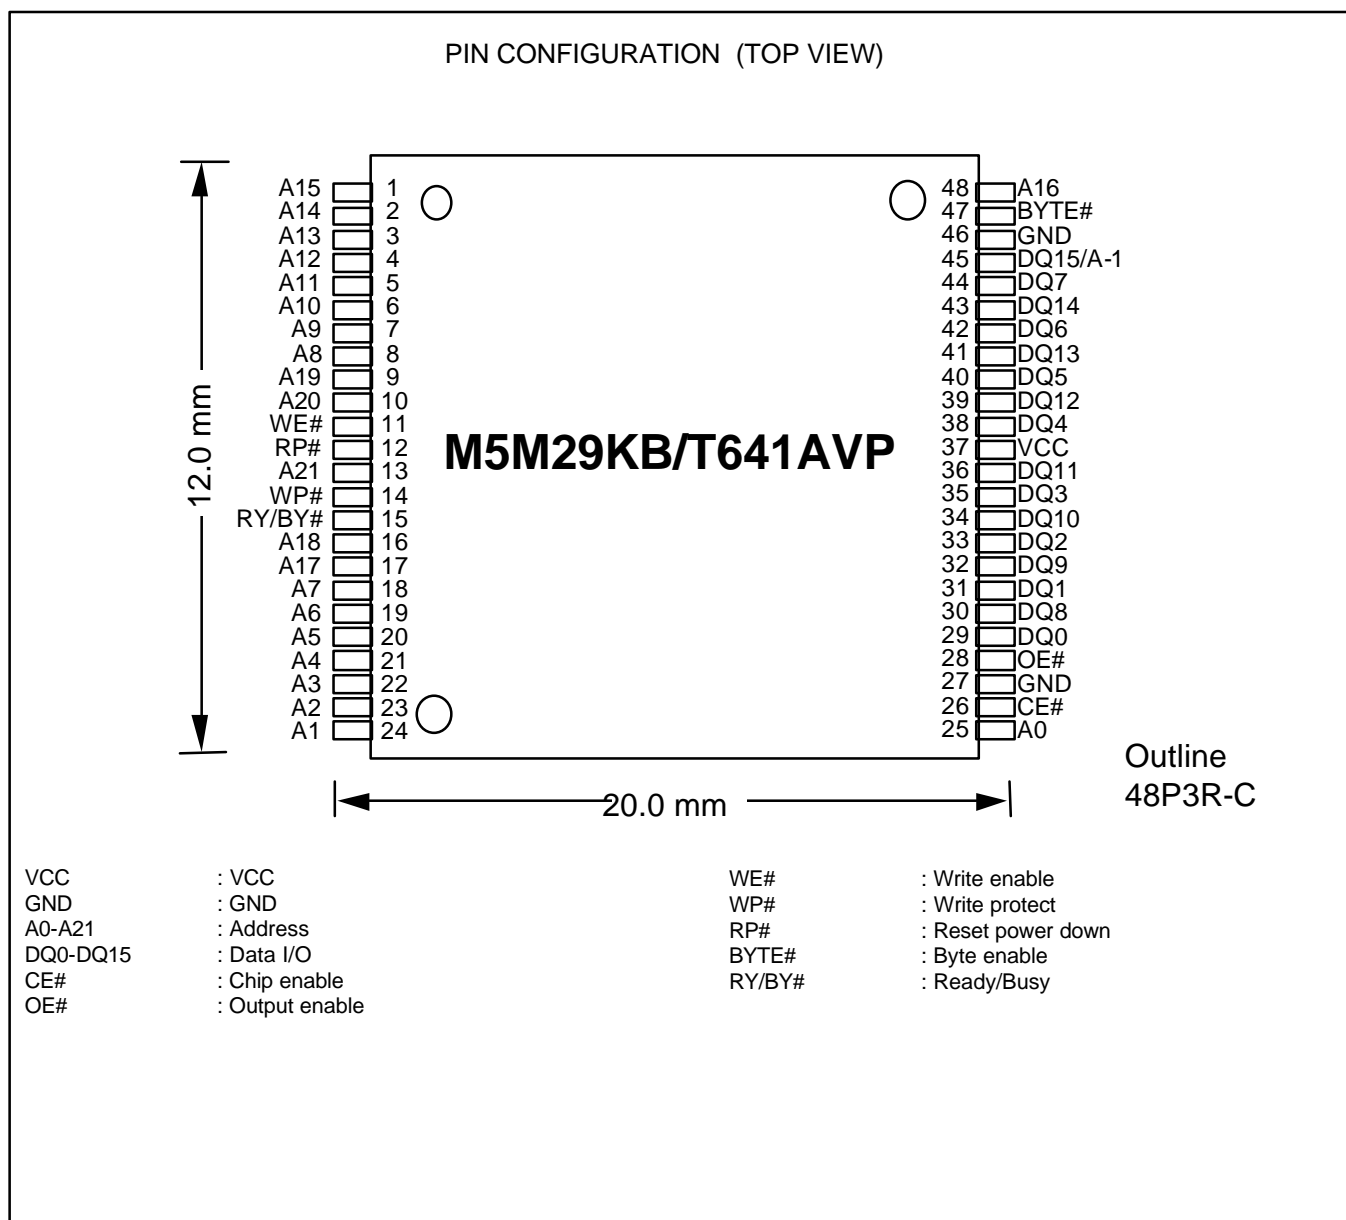 PIN CONFIGURATION (TOP VIEW)
A15 1 48 A16
A14 2 47 BYTE#
A13 3 46 GND
A12 4 45 DQ15/A-1
A11 5 44 DQ7
A10 6 43 DQ14
A9 7 42 DQ6
A8 8 41 DQ13
A19 9 40 DQ5
A20 10 39 DQ12
WE# 11 38 DQ4
RP# 12 37 VCC
A21 13 36 DQ11
WP# 14 35 DQ3
RY/BY# 15 34 DQ10
A18 16 33 DQ2
A17 17 32 DQ9
A7 18 31 DQ1
A6 19 30 DQ8
A5 20 29 DQ0
A4 21 28 OE#
A3 22 27 GND
A2 23 26 CE#
A1 24 25 A0
12.0 mm
M5M29KB/T641AVP
20.0 mm
Outline
48P3R-C
VCC : VCC
GND : GND
A0-A21 : Address
DQ0-DQ15 : Data I/O
CE# : Chip enable
OE# : Output enable
WE# : Write enable
WP# : Write protect
RP# : Reset power down
BYTE# : Byte enable
RY/BY# : Ready/Busy